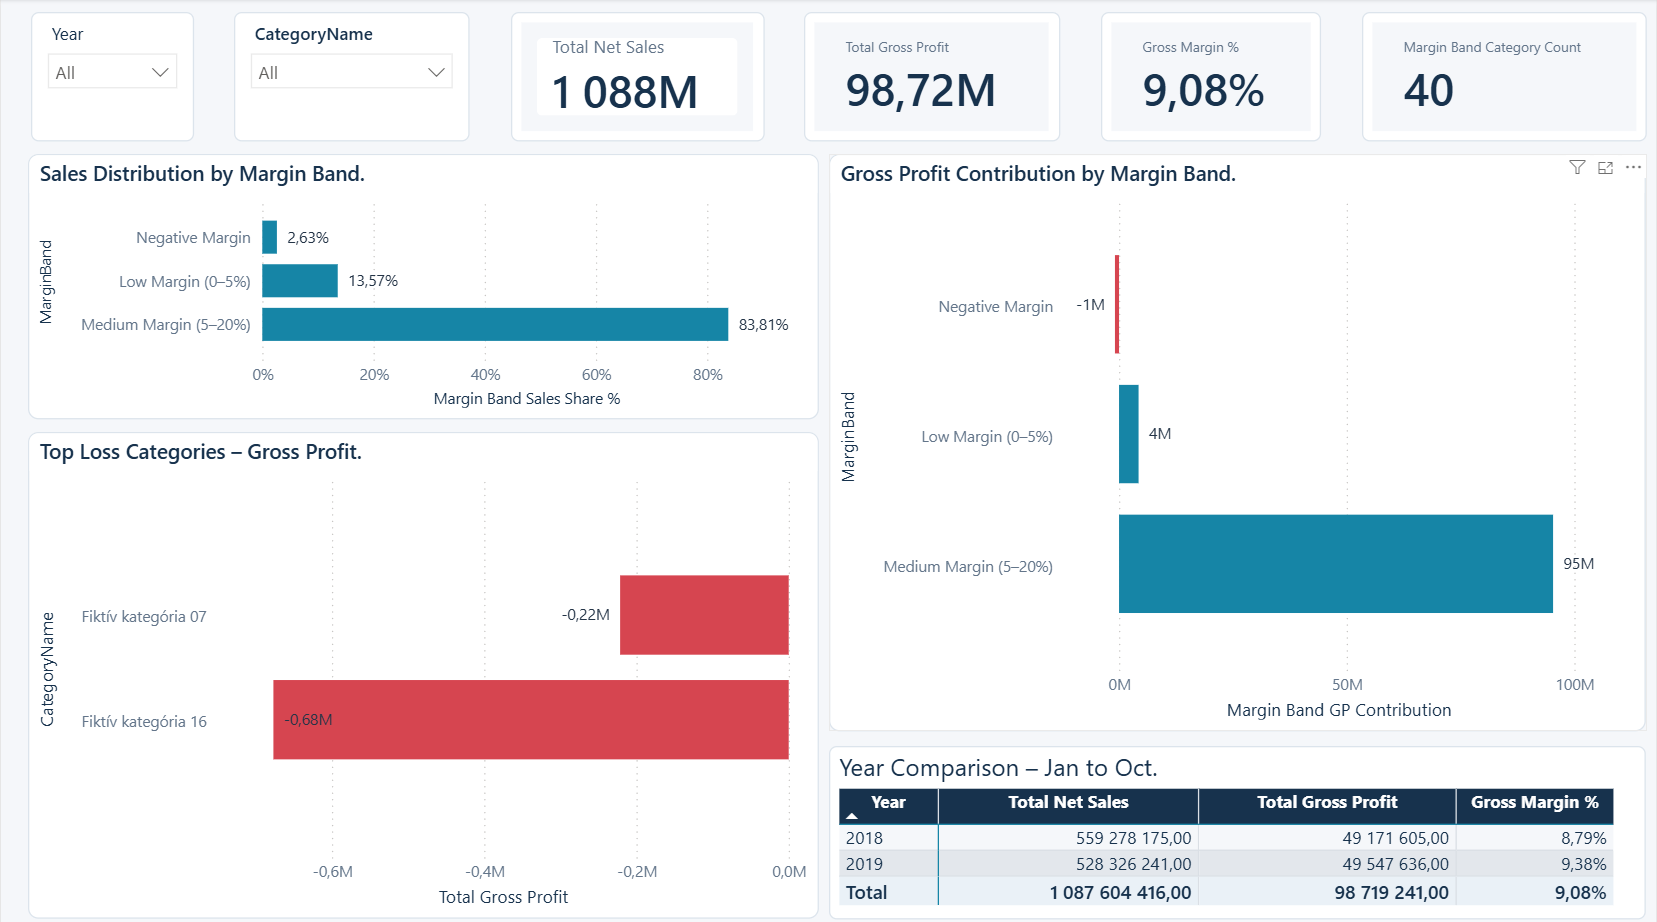 Year
All
CategoryName
All
Total Net Sales
1 088M
Total Gross Profit
98,72M
Gross Margin %
9,08%
Margin Band Category Count
40
Sales Distribution by Margin Band.
MarginBand
Negative Margin
2,63%
Low Margin (0–5%)
13,57%
Medium Margin (5–20%)
83,81%
0% 20% 40% 60% 80%
Margin Band Sales Share %
Gross Profit Contribution by Margin Band.
MarginBand
Negative Margin
-1M
Low Margin (0–5%)
4M
Medium Margin (5–20%)
95M
0M 50M 100M
Margin Band GP Contribution
Top Loss Categories – Gross Profit.
CategoryName
Fiktív kategória 07
-0,22M
Fiktív kategória 16
-0,68M
-0,6M -0,4M -0,2M 0,0M
Total Gross Profit
Year Comparison – Jan to Oct.
Year Total Net Sales Total Gross Profit Gross Margin %
2018 559 278 175,00 49 171 605,00 8,79%
2019 528 326 241,00 49 547 636,00 9,38%
Total 1 087 604 416,00 98 719 241,00 9,08%